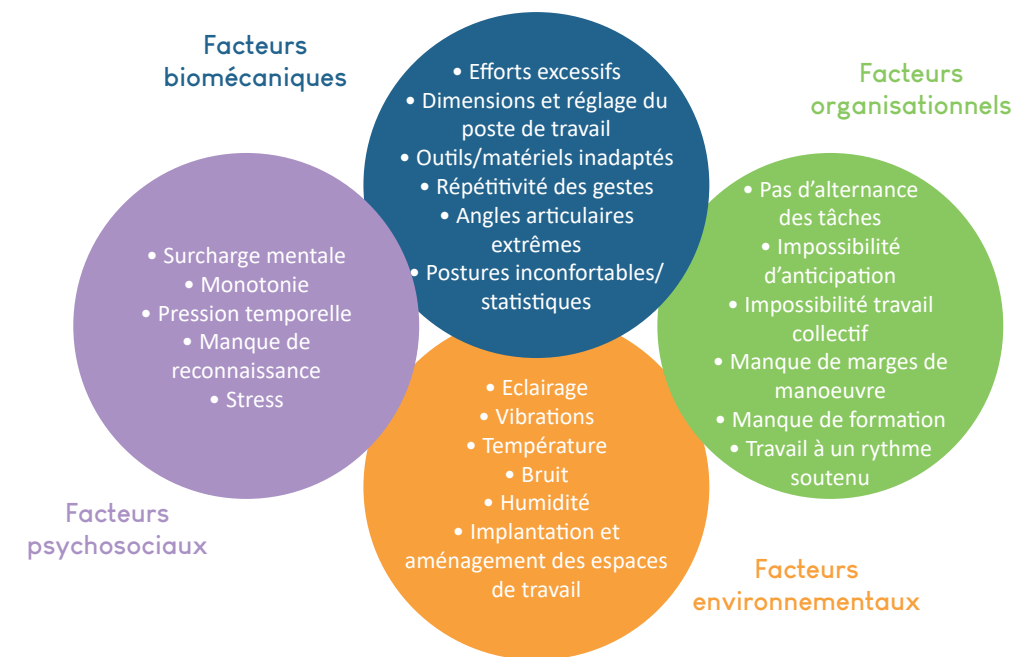 Facteurs
biomécaniques
• Efforts excessifs
• Dimensions et réglage du
poste de travail
• Outils/matériels inadaptés
• Répétitivité des gestes
• Angles articulaires
extrêmes
• Postures inconfortables/
statistiques
Facteurs
organisationnels
• Pas d’alternance
des tâches
• Impossibilité
d’anticipation
• Impossibilité travail
collectif
• Manque de marges de
manoeuvre
• Manque de formation
• Travail à un rythme
soutenu
• Surcharge mentale
• Monotonie
• Pression temporelle
• Manque de
reconnaissance
• Stress
Facteurs
psychosociaux
• Eclairage
• Vibrations
• Température
• Bruit
• Humidité
• Implantation et
aménagement des espaces
de travail
Facteurs
environnementaux